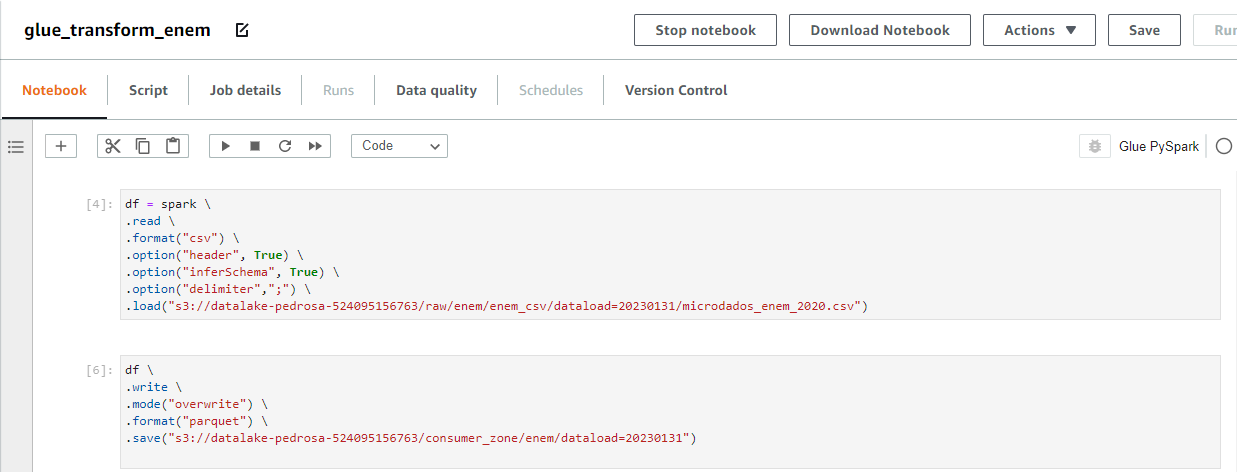 glue_transform_enem
Stop notebook
Download Notebook
Actions
Save
Run
Notebook
Script
Job details
Runs
Data quality
Schedules
Version Control
Code
Glue PySpark
[4]:
df = spark \
.read \
.format("csv") \
.option("header", True) \
.option("inferSchema", True) \
.option("delimiter",";") \
.load("s3://datalake-pedrosa-524095156763/raw/enem/enem_csv/dataload=20230131/microdados_enem_2020.csv")
[6]:
df \
.write \
.mode("overwrite") \
.format("parquet") \
.save("s3://datalake-pedrosa-524095156763/consumer_zone/enem/dataload=20230131")